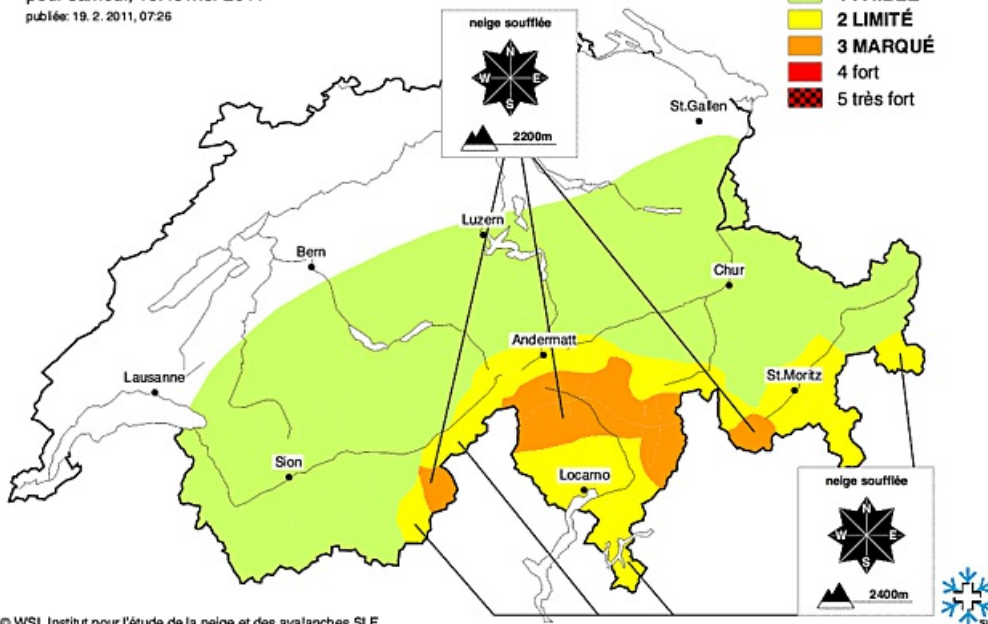 publiée: 19. 2. 2011, 07:26
neige soufflée
N
W E
S
2200m
2 LIMITÉ
3 MARQUÉ
4 fort
5 très fort
St.Gallen
Luzern
Bern
Chur
Andermatt
Lausanne
St.Moritz
Sion
Locarno
neige soufflée
N
W E
S
2400m
© WSL Institut pour l'étude de la neige et des avalanches SLF